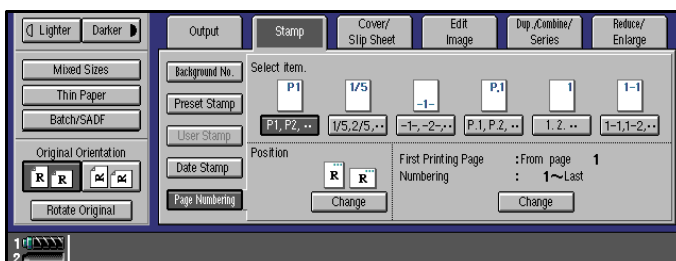 Lighter Darker
Output
Stamp
Cover/
Slip Sheet
Edit
Image
Dup./Combine/
Series
Reduce/
Enlarge
Mixed Sizes
Thin Paper
Batch/SADF
Original Orientation
R R R R
Rotate Original
Background No.
Preset Stamp
User Stamp
Date Stamp
Page Numbering
Select item.
P1 1/5 -1- P.1 1 1-1
P1, P2, ·· 1/5,2/5,·· -1-,-2-,·· P.1, P.2, ·· 1. 2. ·· 1-1,1-2,··
Position
R R
Change
First Printing Page :From page 1
Numbering : 1～Last
Change
1
2